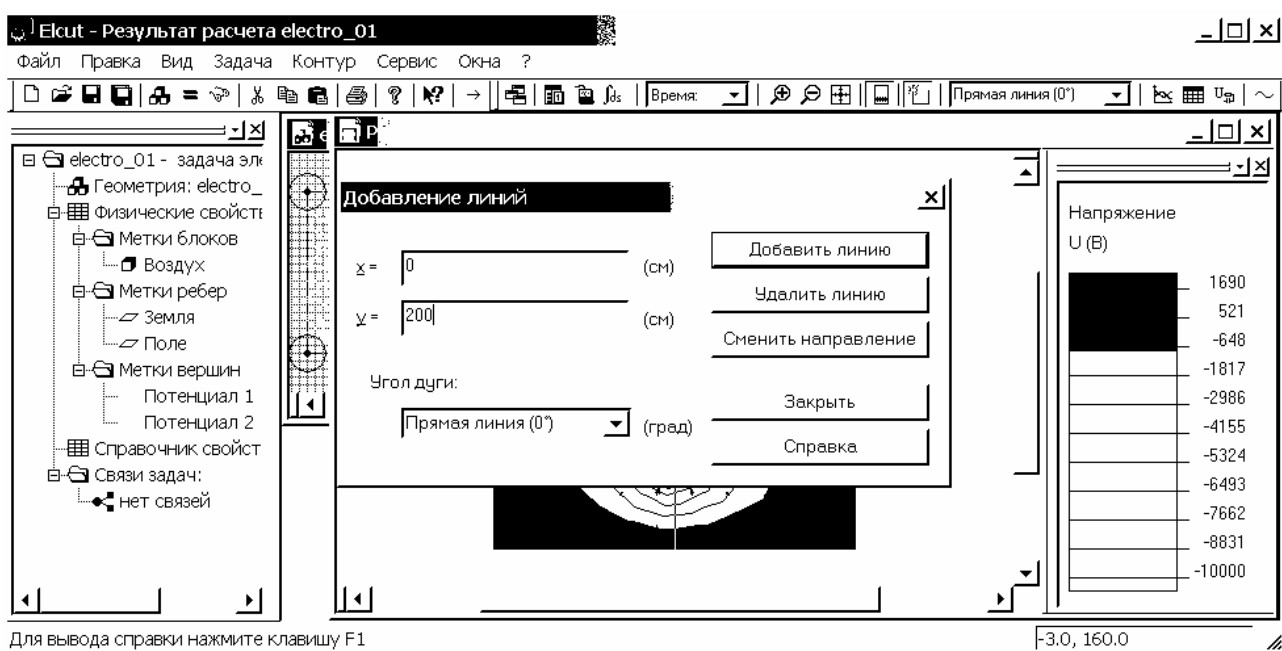 Elcut - Результат расчета electro_01
Файл Правка Вид Задача Контур Сервис Окна ?
Время: Прямая линия (0°)
electro_01 - задача эле
Геометрия: electro_
Физические свойств
Метки блоков
Воздух
Метки ребер
Земля
Поле
Метки вершин
Потенциал 1
Потенциал 2
Справочник свойст
Связи задач:
нет связей
Добавление линий
x = 0 (см)
y = 200 (см)
Угол дуги:
Прямая линия (0°) (град)
Добавить линию
Удалить линию
Сменить направление
Закрыть
Справка
Напряжение
U (В)
1690
521
-648
-1817
-2986
-4155
-5324
-6493
-7662
-8831
-10000
Для вывода справки нажмите клавишу F1
-3.0, 160.0